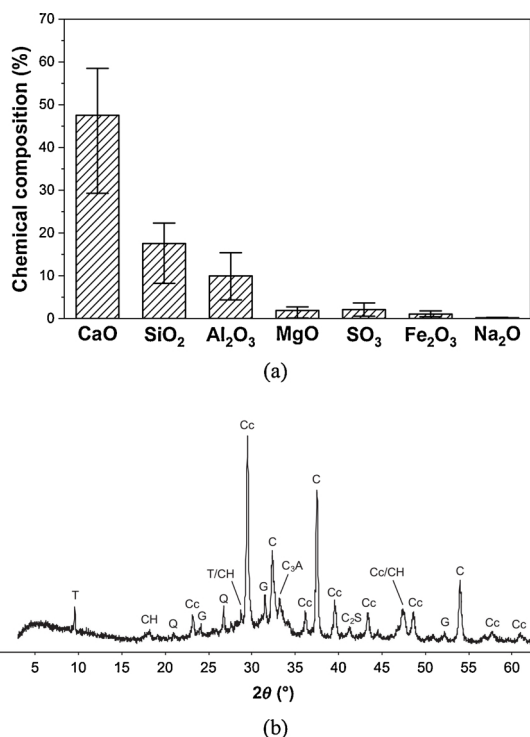 70
60
50
40
30
20
10
0
Chemical composition (%)
CaO SiO₂ Al₂O₃ MgO SO₃ Fe₂O₃ Na₂O
(a)
Cc
C
C
C
C₃A
T/CH
G
Cc/CH
T
CH
Q
Cc
G
Q
Cc
Cc
C₂S
Cc
Cc
G
Cc
Cc
5 10 15 20 25 30 35 40 45 50 55 60
2θ (°)
(b)